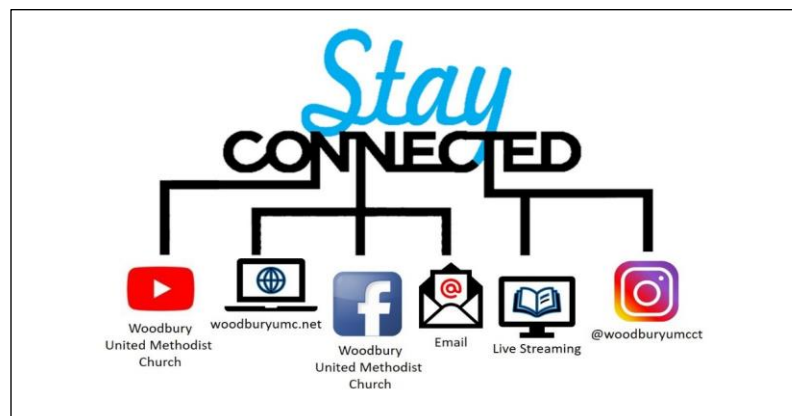 Stay
CONNECTED
Woodbury
United Methodist
Church
woodburyumc.net
f
Woodbury
United Methodist
Church
@
Email
Live Streaming
@woodburyumcct